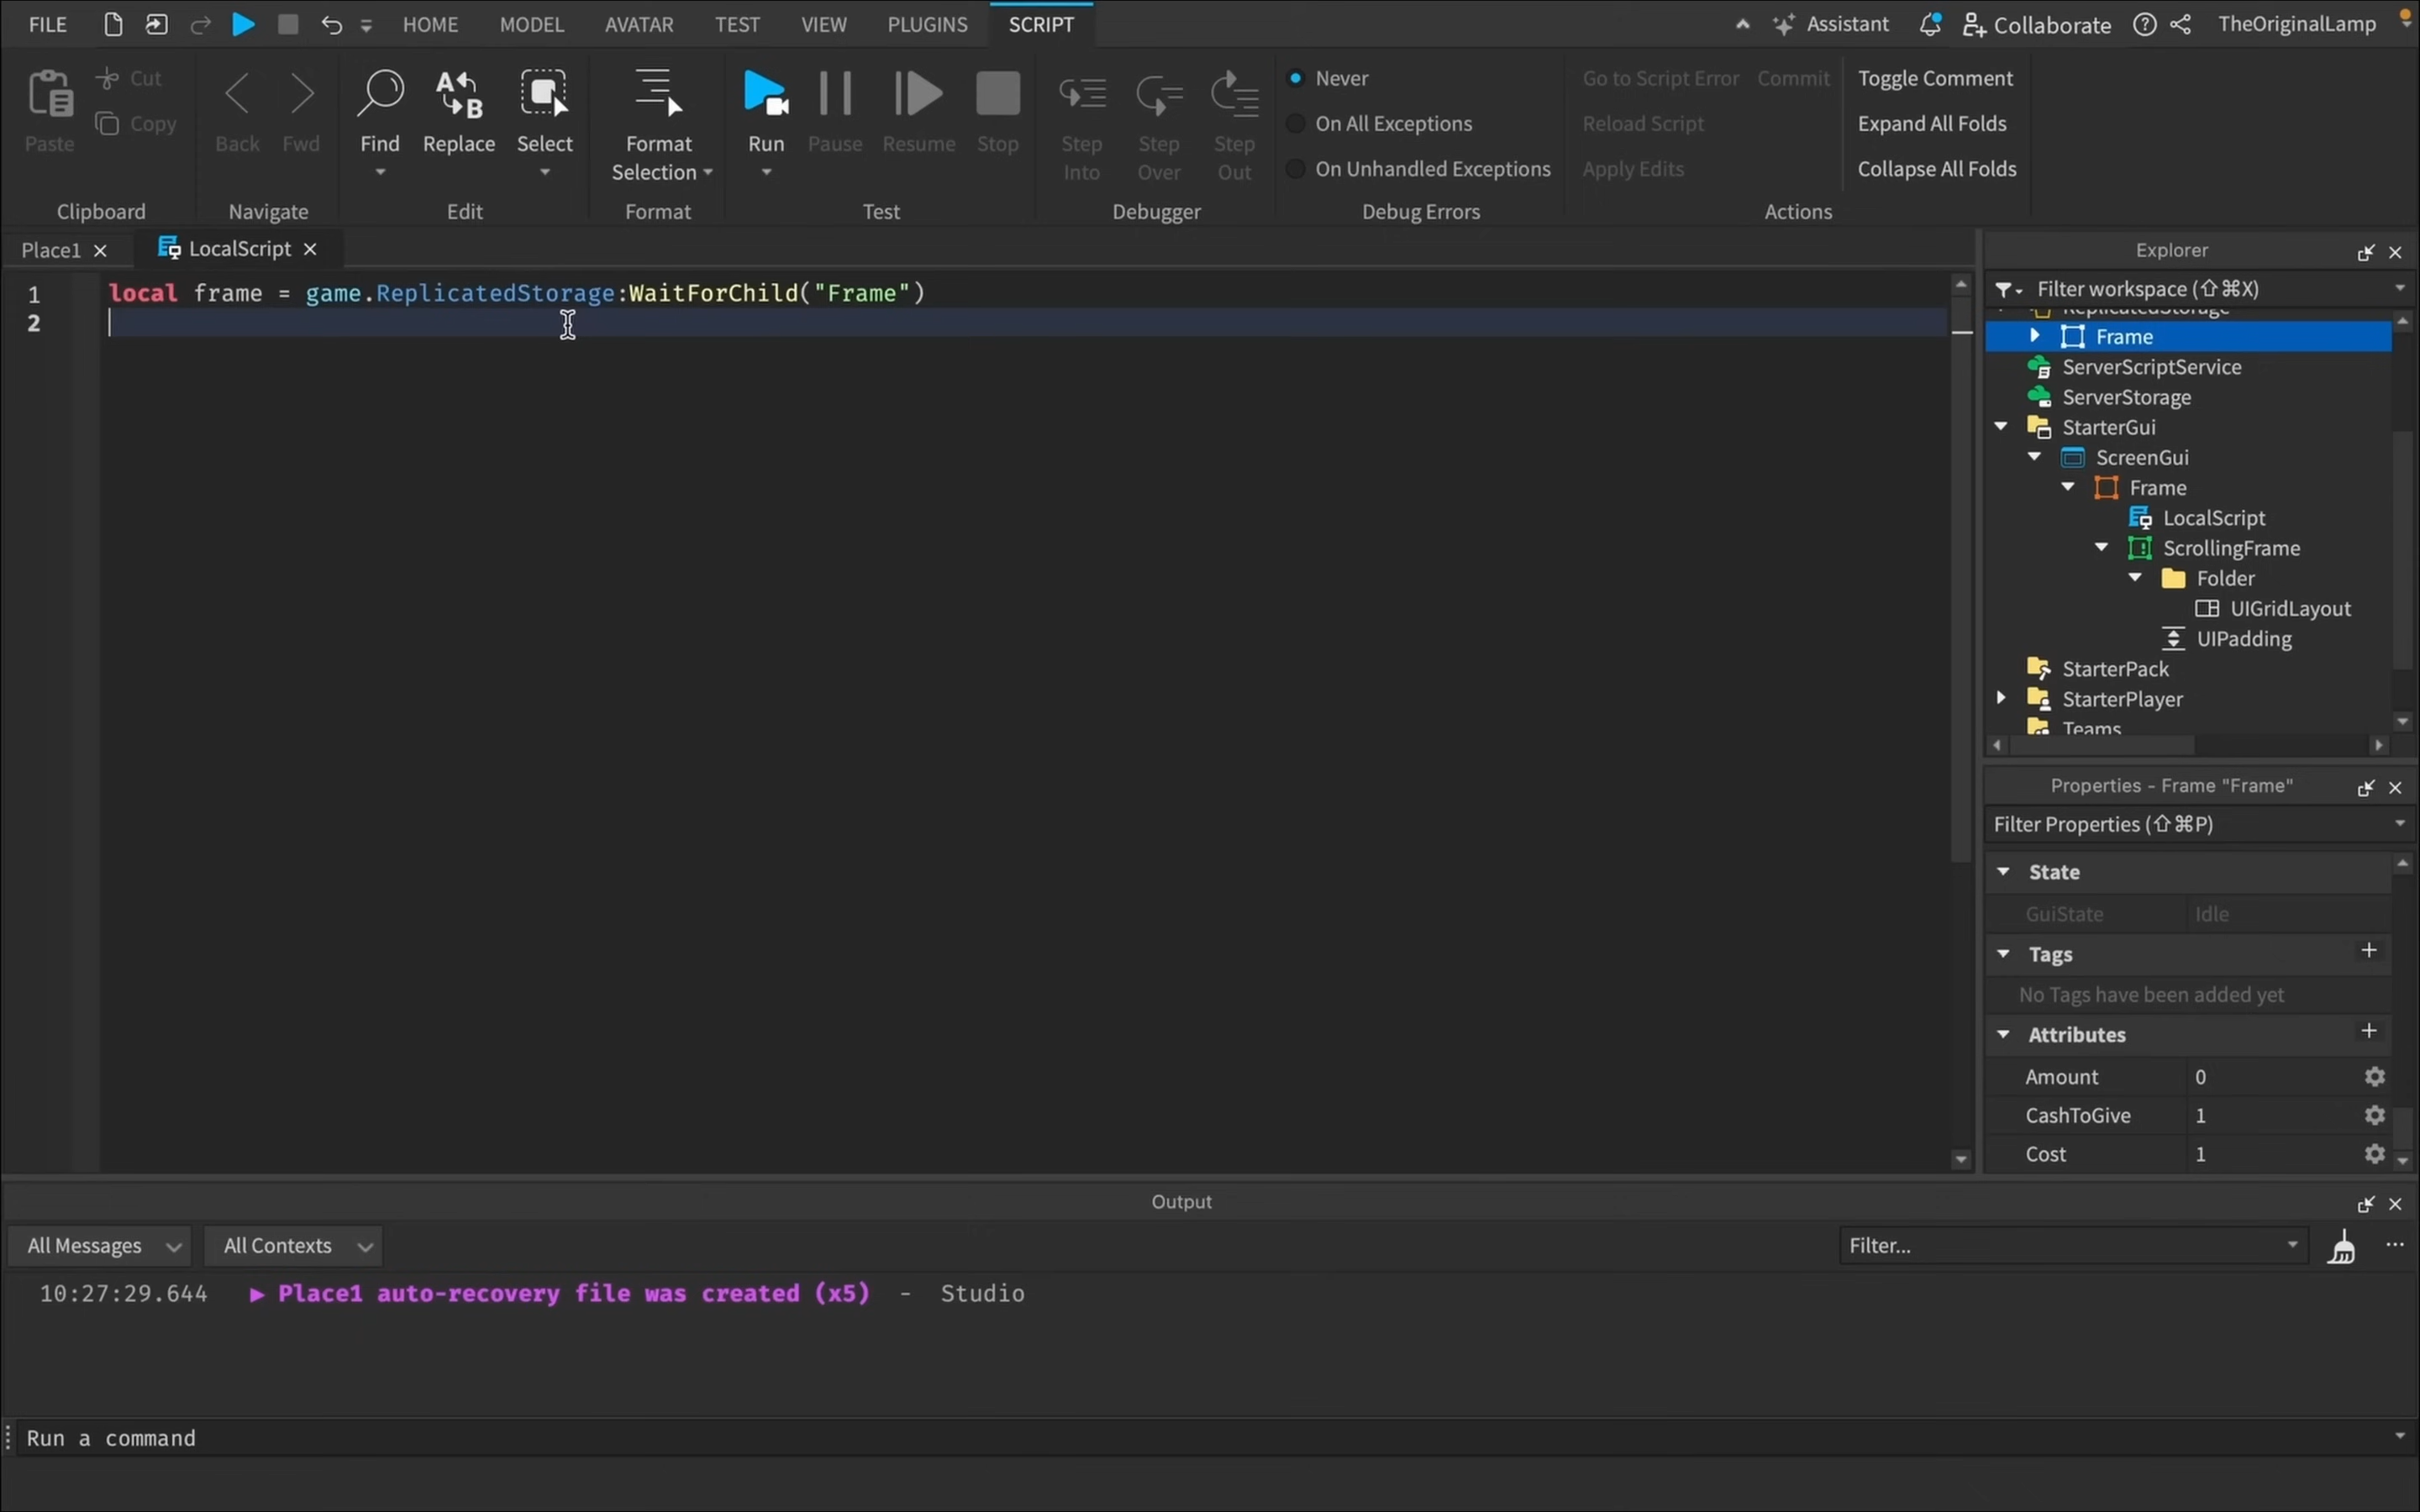 FILE HOME MODEL AVATAR TEST VIEW PLUGINS SCRIPT Assistant Collaborate TheOriginalLamp
Paste Cut Copy
Clipboard
Back Fwd
Navigate
Find Replace Select
Edit
Format Selection
Format
Run Pause Resume Stop
Test
Step Into Step Over Step Out
Debugger
Never
On All Exceptions
On Unhandled Exceptions
Debug Errors
Go to Script Error Commit
Reload Script
Apply Edits
Toggle Comment
Expand All Folds
Collapse All Folds
Actions
Place1 LocalScript
1 local frame = game.ReplicatedStorage:WaitForChild("Frame")
2
Explorer
Filter workspace (⇧⌘X)
ReplicatedStorage
Frame
ServerScriptService
ServerStorage
StarterGui
ScreenGui
Frame
LocalScript
ScrollingFrame
Folder
UIGridLayout
UIPadding
StarterPack
StarterPlayer
Teams
Properties - Frame "Frame"
Filter Properties (⇧⌘P)
State
GuiState Idle
Tags
No Tags have been added yet
Attributes
Amount 0
CashToGive 1
Cost 1
Output
All Messages All Contexts Filter...
10:27:29.644 Place1 auto-recovery file was created (x5) - Studio
Run a command